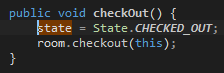 public void checkOut() {
state = State.CHECKED_OUT;
room.checkout(this);
}